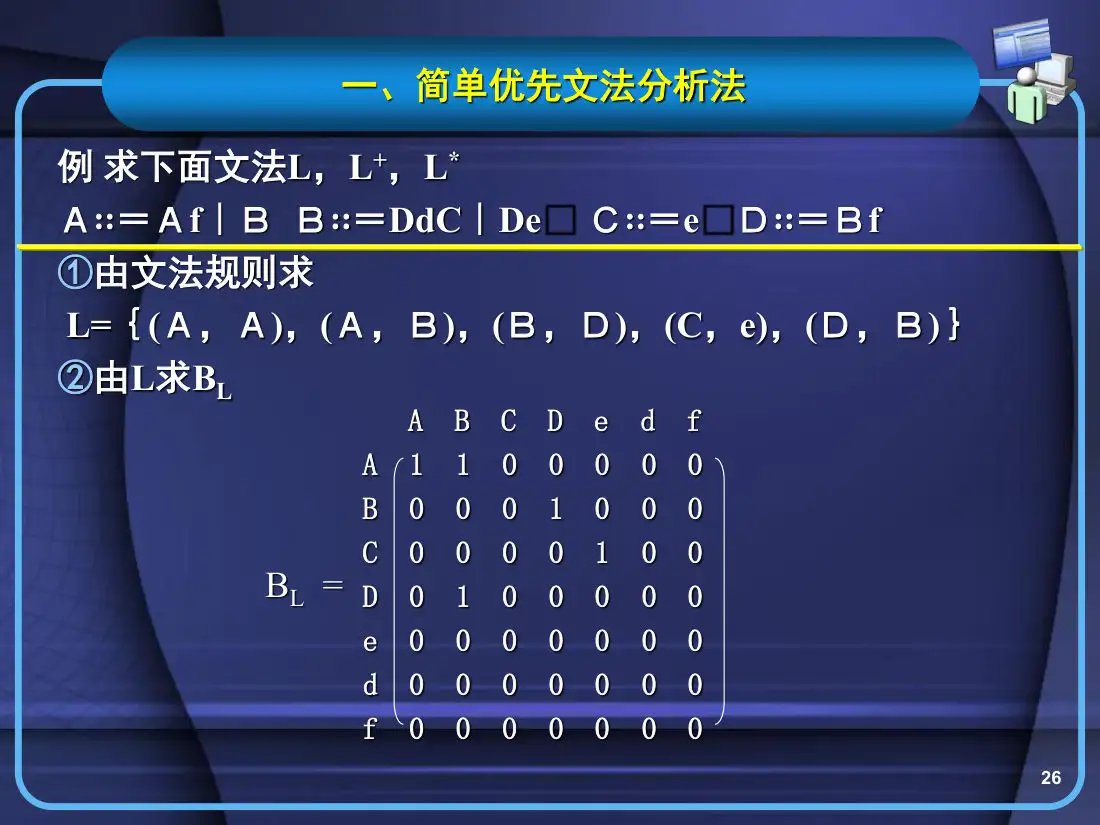 一、简单优先文法分析法
例 求下面文法L，L+，L*
Ａ∷＝Ａf｜Ｂ Ｂ∷＝DdC｜De□ Ｃ∷＝e□Ｄ∷＝Ｂf
①由文法规则求
L=｛(Ａ，Ａ)，(Ａ，Ｂ)，(Ｂ，Ｄ)，(C，e)，(Ｄ，Ｂ)｝
②由L求BL
A B C D e d f
A 1 1 0 0 0 0 0
B 0 0 0 1 0 0 0
C 0 0 0 0 1 0 0
BL = D 0 1 0 0 0 0 0
e 0 0 0 0 0 0 0
d 0 0 0 0 0 0 0
f 0 0 0 0 0 0 0
26